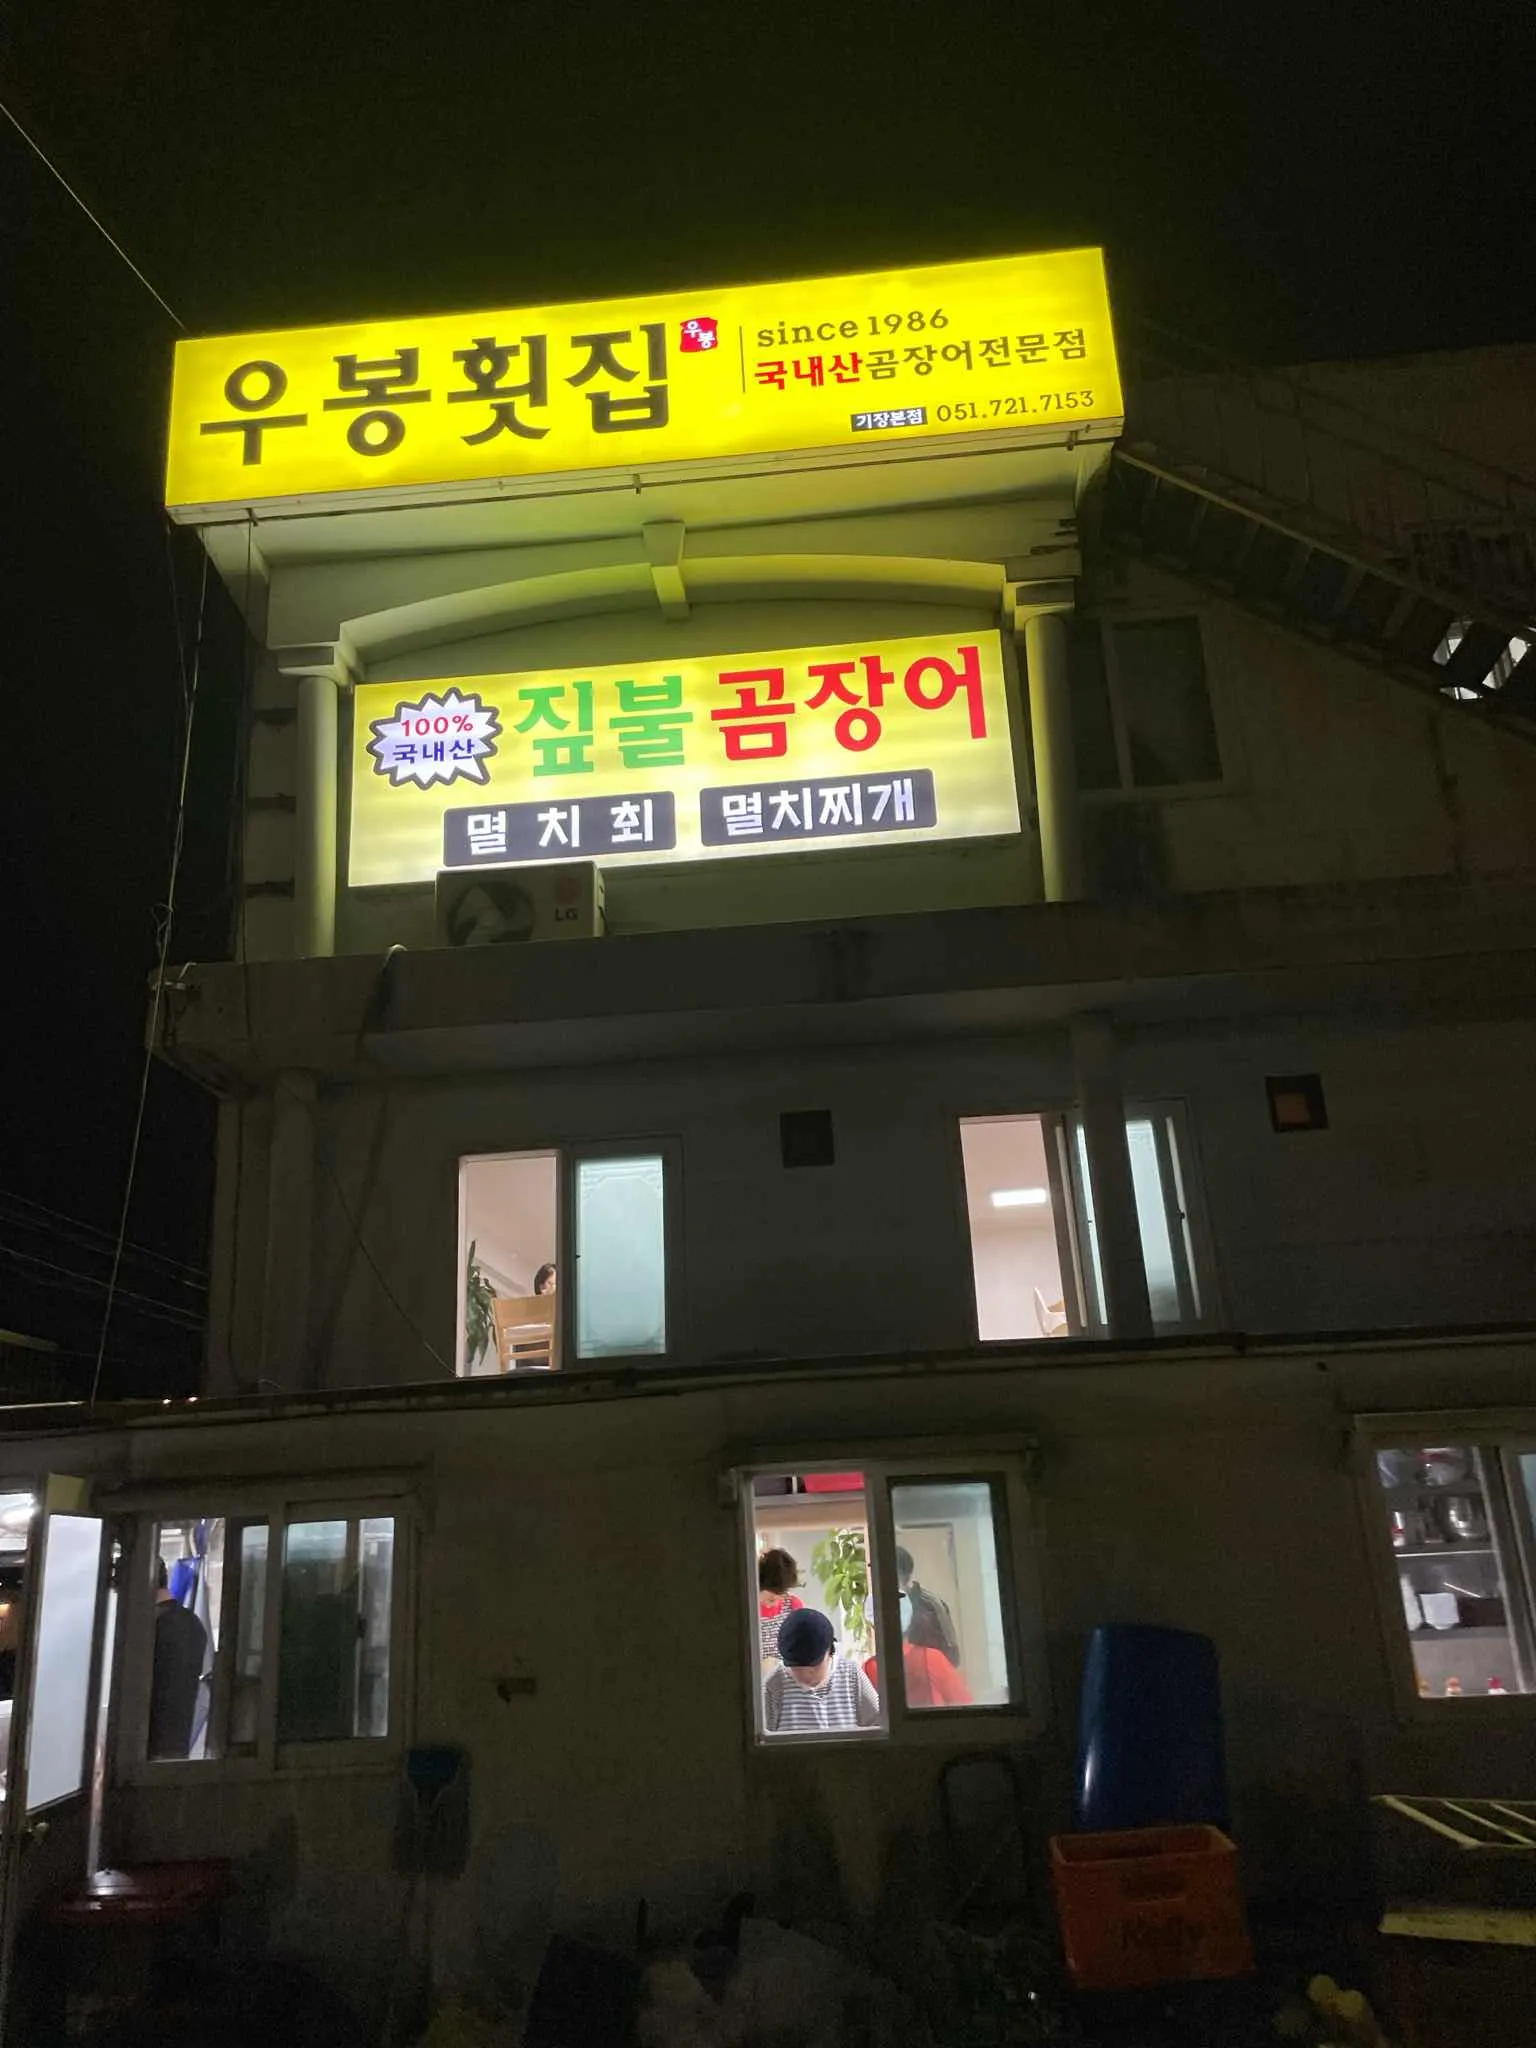 우봉횟집
우봉
since 1986
국내산곰장어전문점
기장본점 051.721.7153
100%
국내산
짚불 곰장어
멸치회 멸치찌개
LG